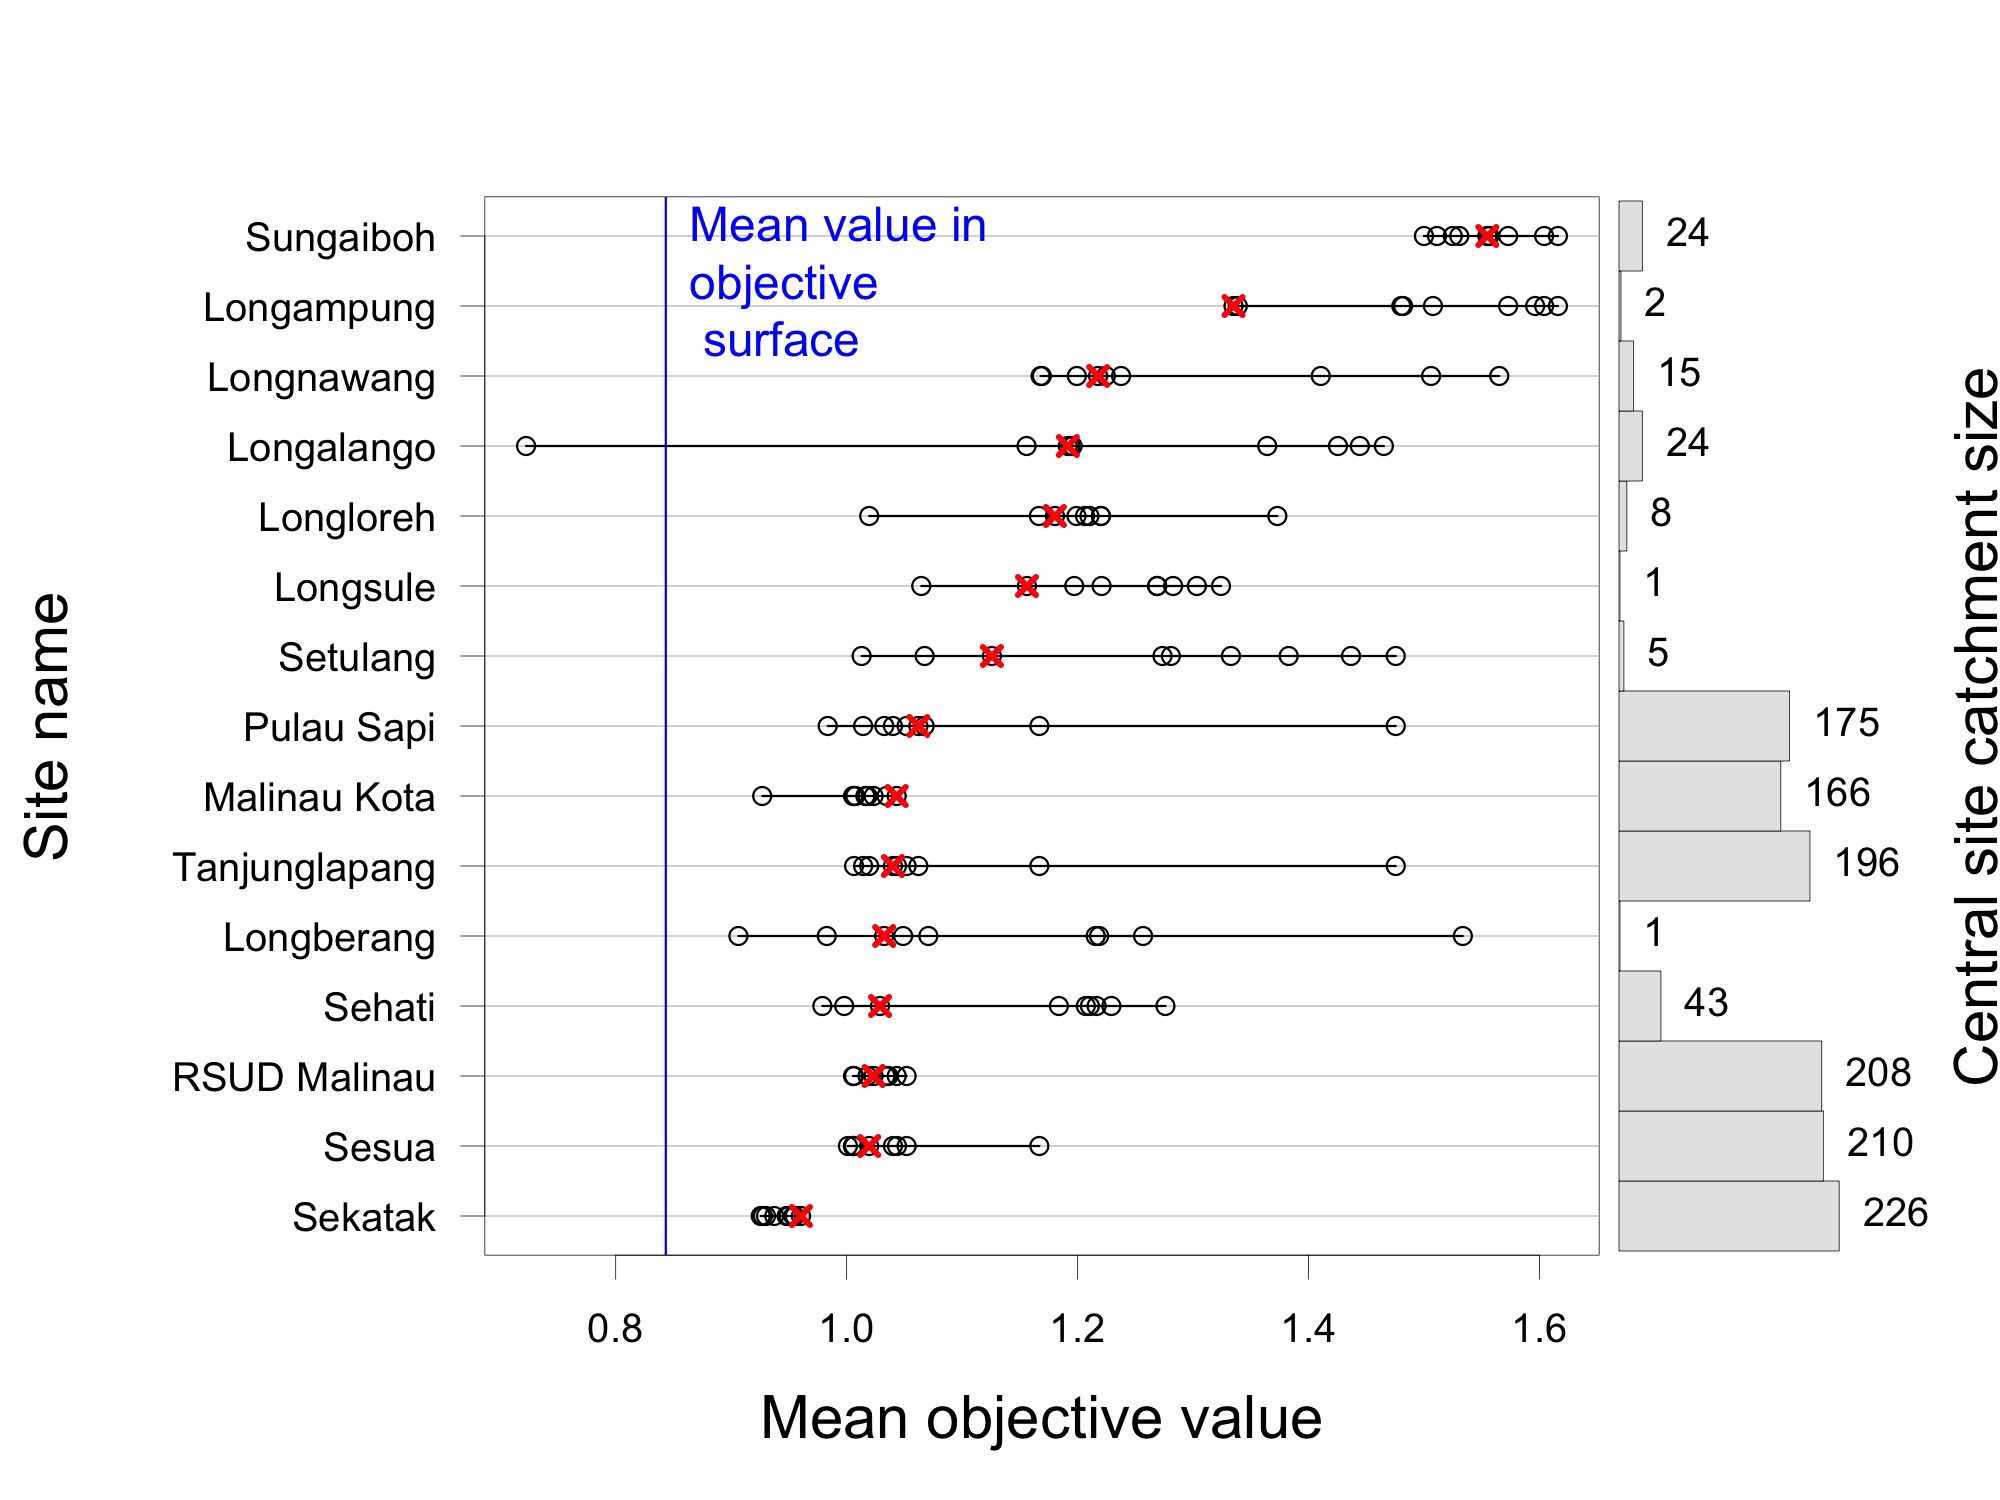 Mean value in
objective
surface
Sungaiboh
24
Longampung
2
Longnawang
15
Longalango
24
Longloreh
8
Longsule
1
Setulang
5
Pulau Sapi
175
Malinau Kota
166
Tanjunglapang
196
Longberang
1
Sehati
43
RSUD Malinau
208
Sesua
210
Sekatak
226
Site name
Central site catchment size
0.8 1.0 1.2 1.4 1.6
Mean objective value